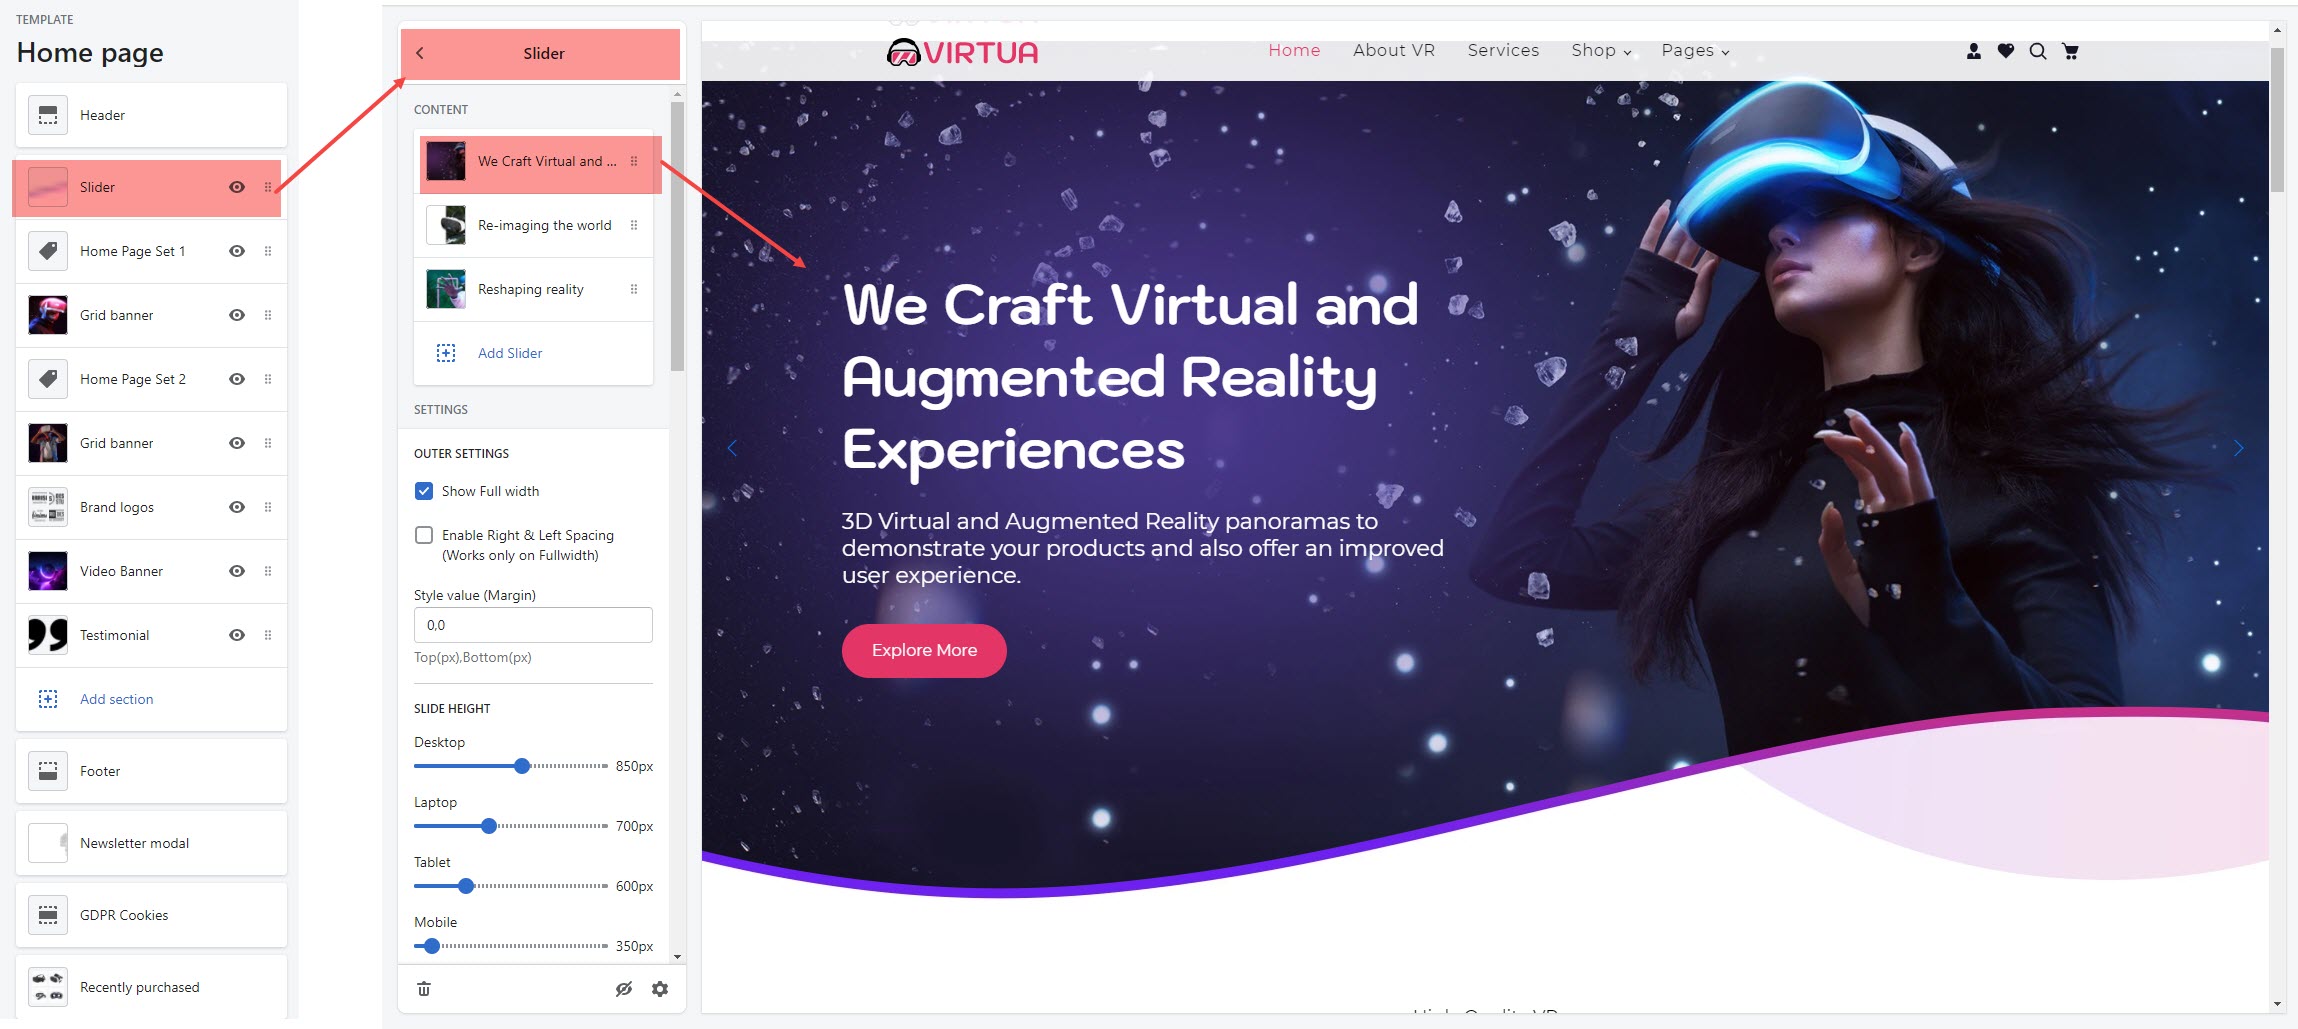 TEMPLATE
Home page
Header
Slider
Home Page Set 1
Grid banner
Home Page Set 2
Grid banner
Brand logos
Video Banner
Testimonial
Add section
Footer
Newsletter modal
GDPR Cookies
Recently purchased
Slider
CONTENT
We Craft Virtual and ...
Re-imaging the world
Reshaping reality
Add Slider
SETTINGS
OUTER SETTINGS
Show Full width
Enable Right & Left Spacing
(Works only on Fullwidth)
Style value (Margin)
0,0
Top(px),Bottom(px)
SLIDE HEIGHT
Desktop
850px
Laptop
700px
Tablet
600px
Mobile
350px
VIRTUA
Home About VR Services Shop Pages
We Craft Virtual and
Augmented Reality
Experiences
3D Virtual and Augmented Reality panoramas to
demonstrate your products and also offer an improved
user experience.
Explore More